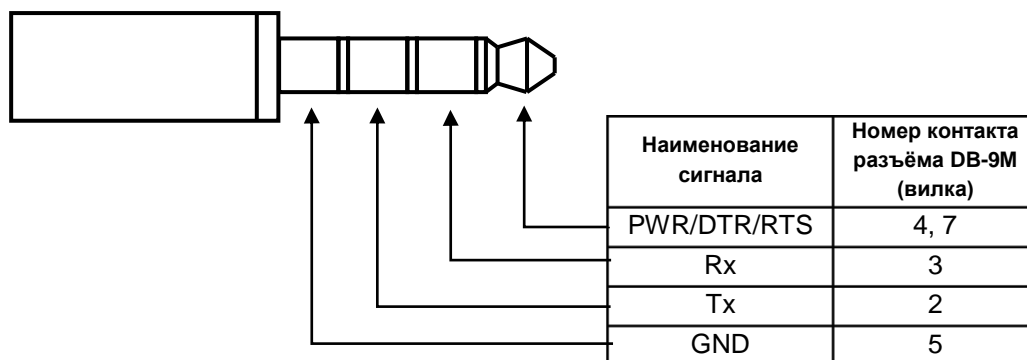 Наименование сигнала
Номер контакта разъёма DB-9M (вилка)
PWR/DTR/RTS 4, 7
Rx 3
Tx 2
GND 5